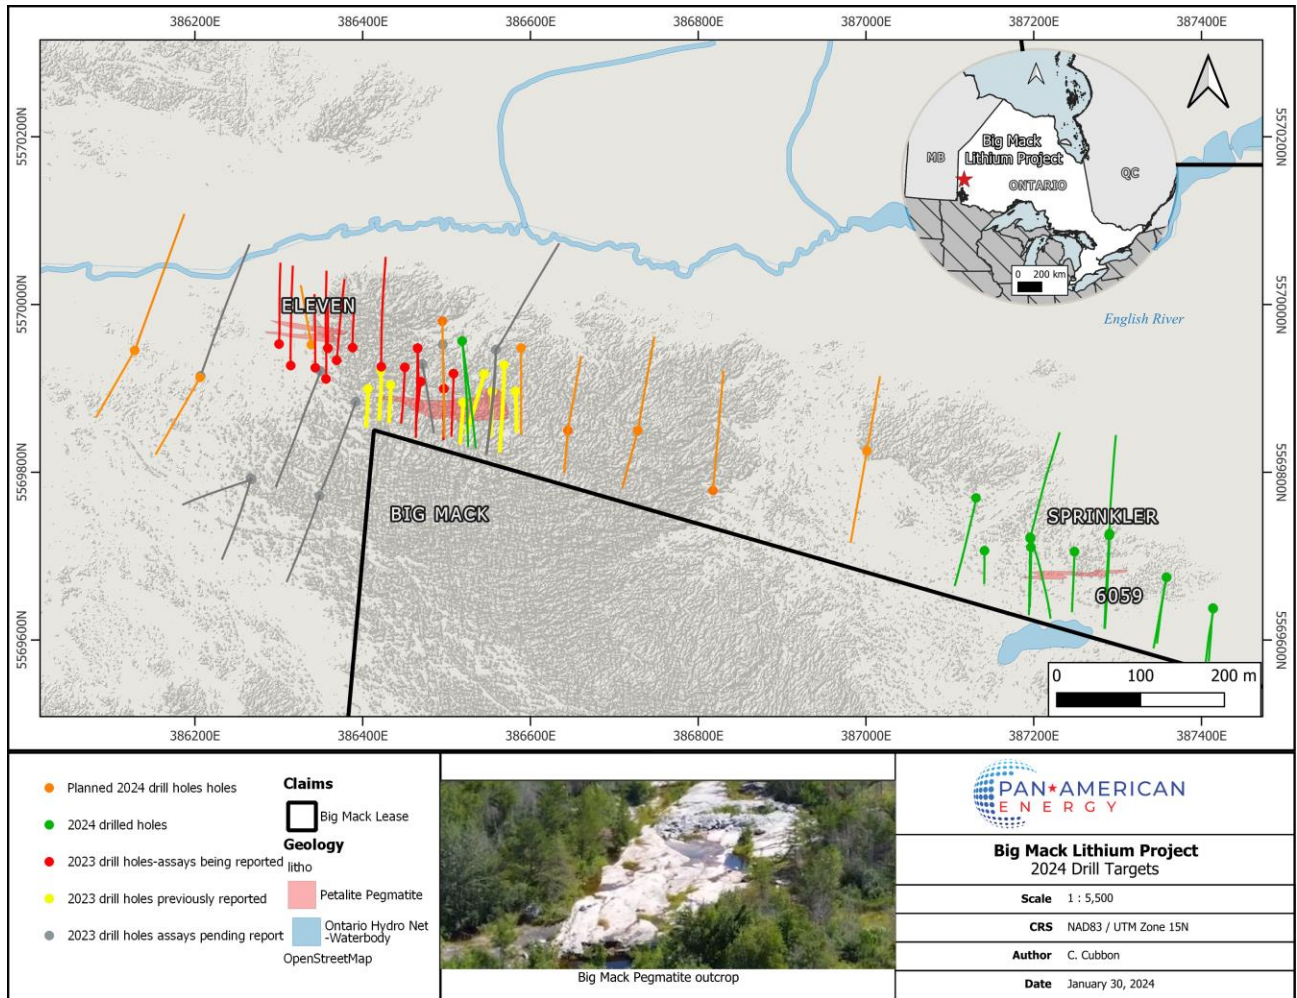 386200E 386400E 386600E 386800E 387000E 387200E 387400E
5570200N
5570000N
5569800N
5569600N
5570200N
5570000N
5569800N
5569600N
Big Mack
Lithium Project
MB
ONTARIO
QC
0 200 km
English River
ELEVEN
BIG MACK
SPRINKLER
6059
0 100 200 m
386200E 386400E 386600E 386800E 387000E 387200E 387400E
Planned 2024 drill holes holes
2024 drilled holes
2023 drill holes-assays being reported
2023 drill holes previously reported
2023 drill holes assays pending report
Claims
Big Mack Lease
Geology
litho
Petalite Pegmatite
Ontario Hydro Net
-Waterbody
OpenStreetMap
Big Mack Pegmatite outcrop
PAN AMERICAN
ENERGY
Big Mack Lithium Project
2024 Drill Targets
Scale 1 : 5,500
CRS NAD83 / UTM Zone 15N
Author C. Cubbon
Date January 30, 2024